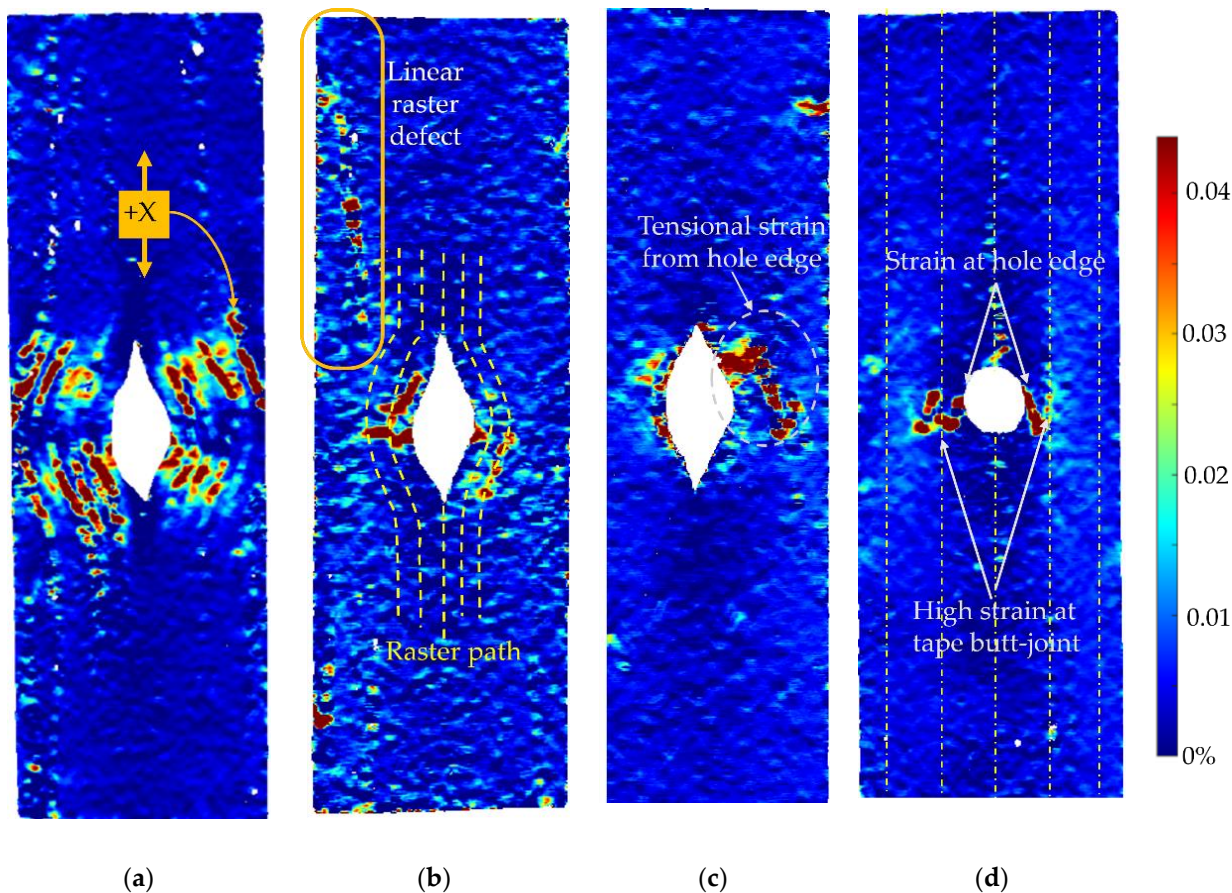 Linear
raster
defect
+X
Tensional strain
from hole edge
Strain at hole edge
High strain at
tape butt-joint
Raster path
0.04
0.03
0.02
0.01
0%
(a)
(b)
(c)
(d)